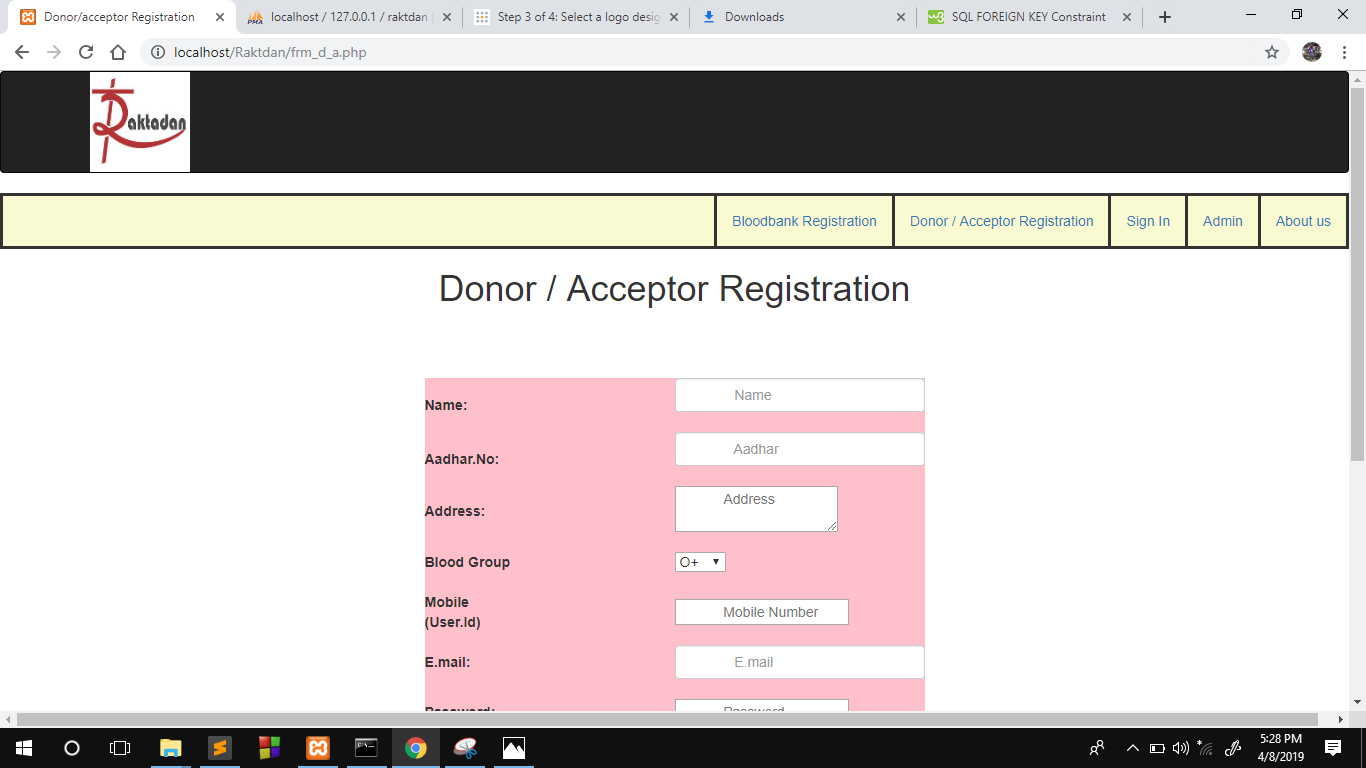 Donor/acceptor Registration
localhost / 127.0.0.1 / raktdan
Step 3 of 4: Select a logo desig
Downloads
SQL FOREIGN KEY Constraint
localhost/Raktdan/frm_d_a.php
Raktadan
Bloodbank Registration
Donor / Acceptor Registration
Sign In
Admin
About us
Donor / Acceptor Registration
Name:
Name
Aadhar.No:
Aadhar
Address:
Address
Blood Group
O+
Mobile
(User.Id)
Mobile Number
E.mail:
E.mail
Password:
Password
5:28 PM
4/8/2019